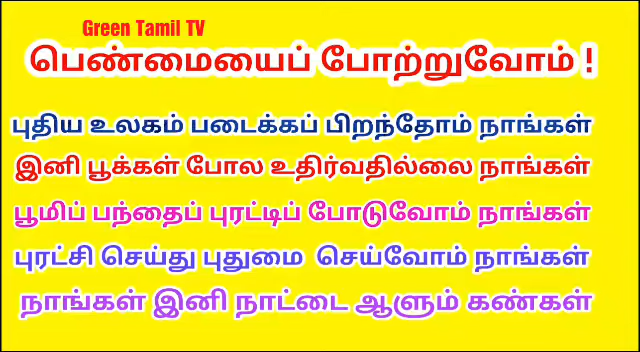 Green Tamil TV
பெண்மையைப் போற்றுவோம் !
புதிய உலகம் படைக்கப் பிறந்தோம் நாங்கள்
இனி பூக்கள் போல உதிர்வதில்லை நாங்கள்
பூமிப் பந்தைப் புரட்டிப் போடுவோம் நாங்கள்
புரட்சி செய்து புதுமை செய்வோம் நாங்கள்
நாங்கள் இனி நாட்டை ஆளும் கண்கள்